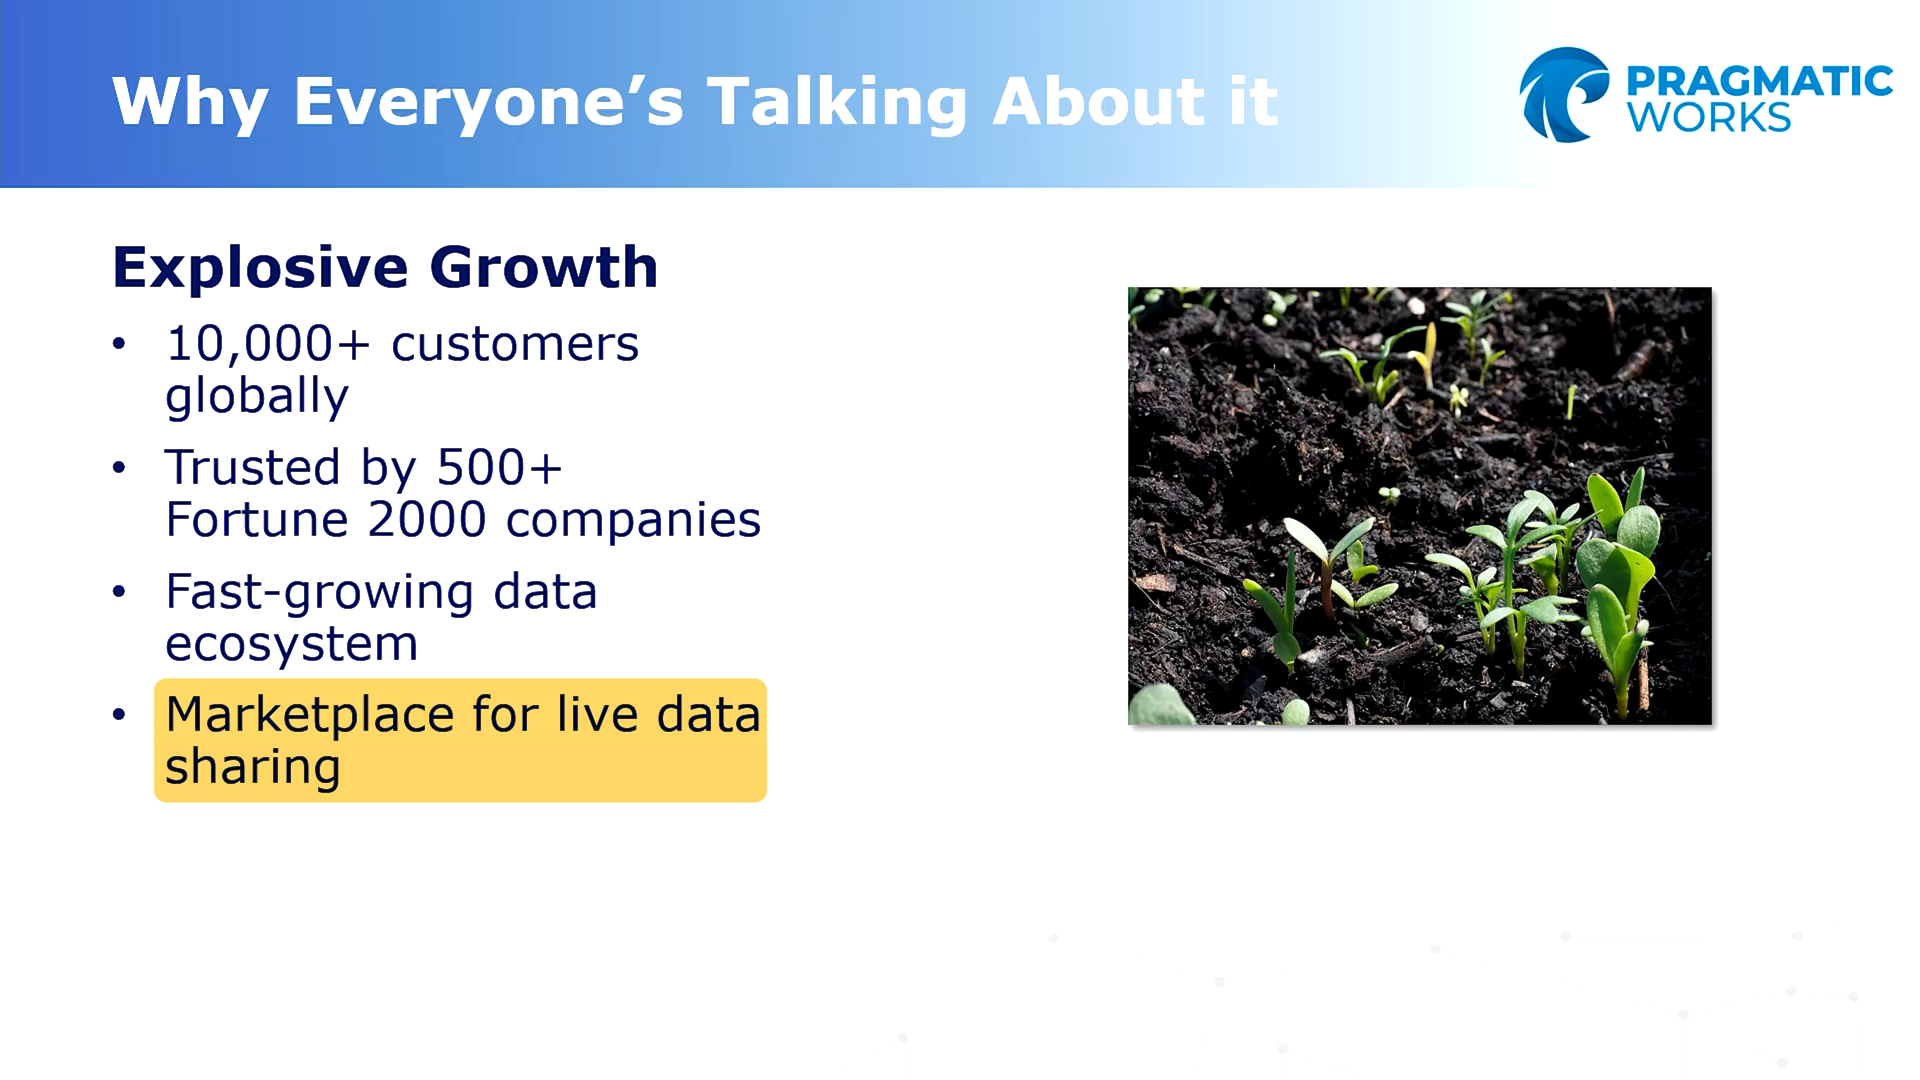 Why Everyone’s Talking About it
PRAGMATIC
WORKS
Explosive Growth
• 10,000+ customers
globally
• Trusted by 500+
Fortune 2000 companies
• Fast-growing data
ecosystem
• Marketplace for live data
sharing